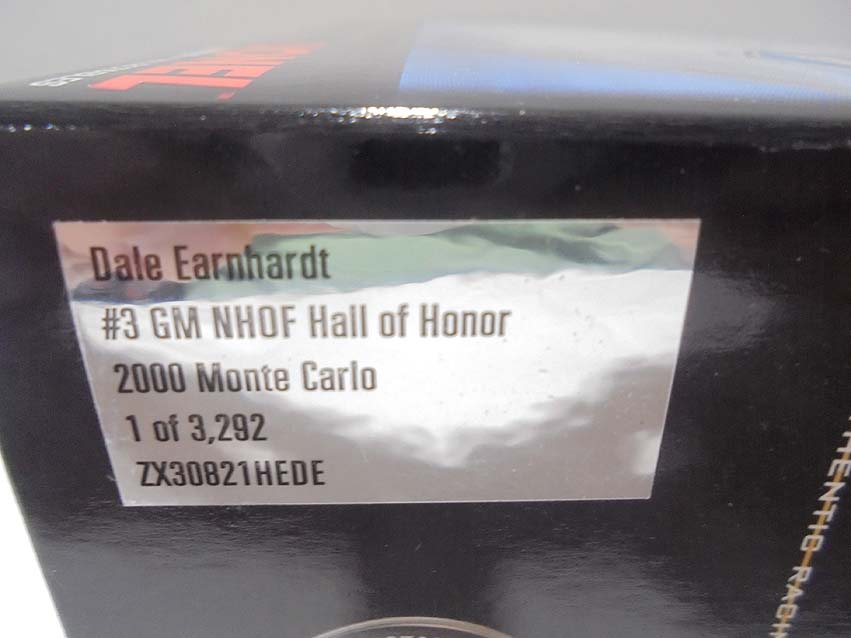 Dale Earnhardt
#3 GM NHOF Hall of Honor
2000 Monte Carlo
1 of 3,292
ZX30821HEDE